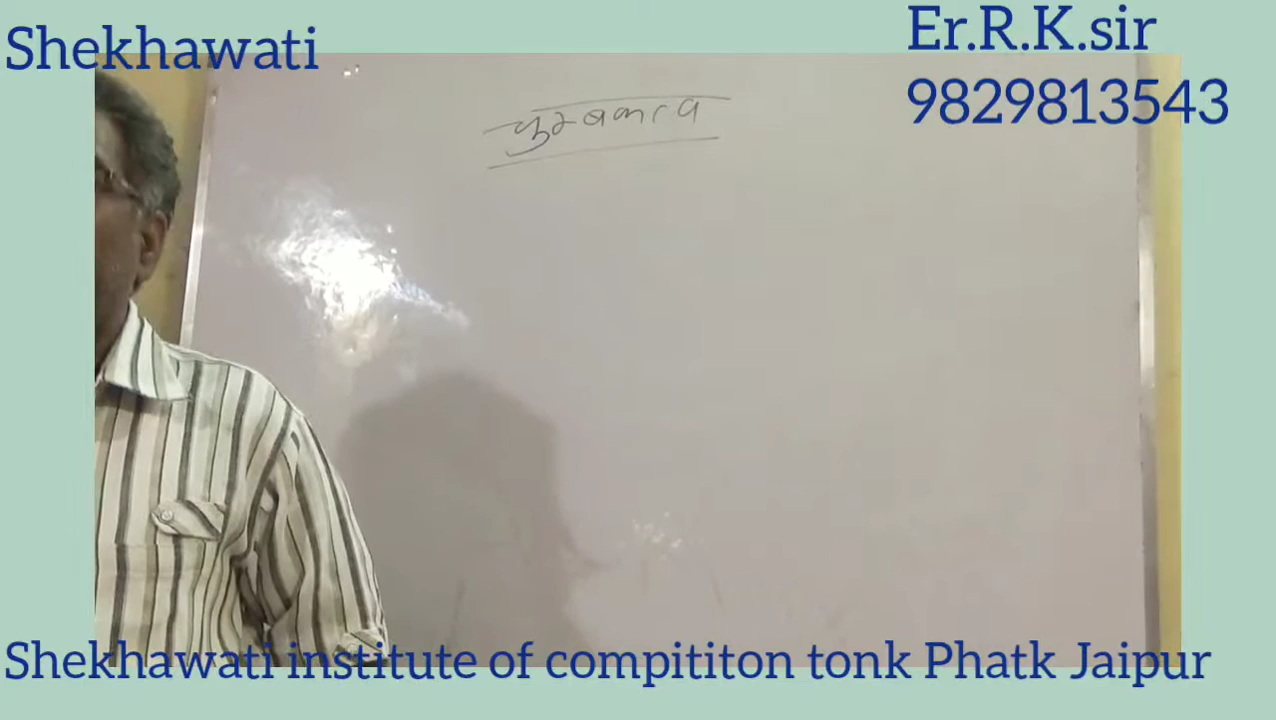 Shekhawati
Er.R.K.sir
9829813543
चुम्बकत्व
Shekhawati institute of compititon tonk Phatk Jaipur